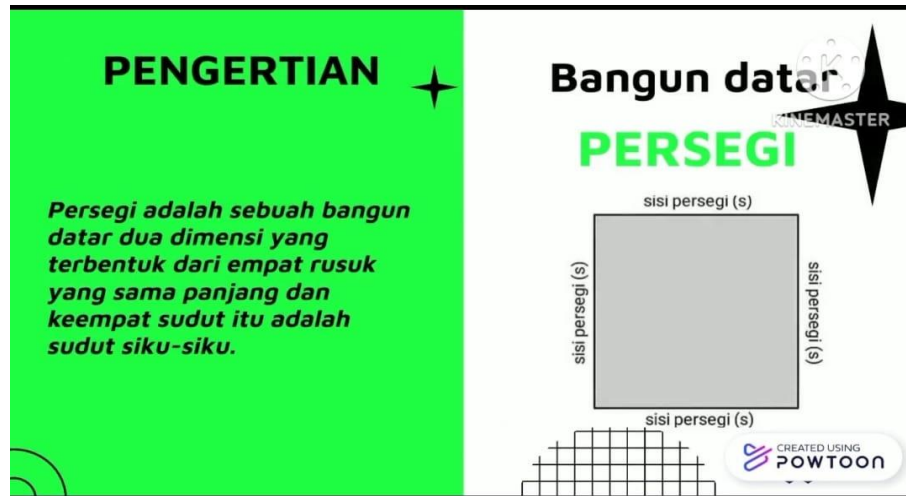 PENGERTIAN
Persegi adalah sebuah bangun
datar dua dimensi yang
terbentuk dari empat rusuk
yang sama panjang dan
keempat sudut itu adalah
sudut siku-siku.
Bangun datar
KINEMASTER
PERSEGI
sisi persegi (s)
sisi persegi (s)
sisi persegi (s)
sisi persegi (s)
CREATED USING
POWTOON